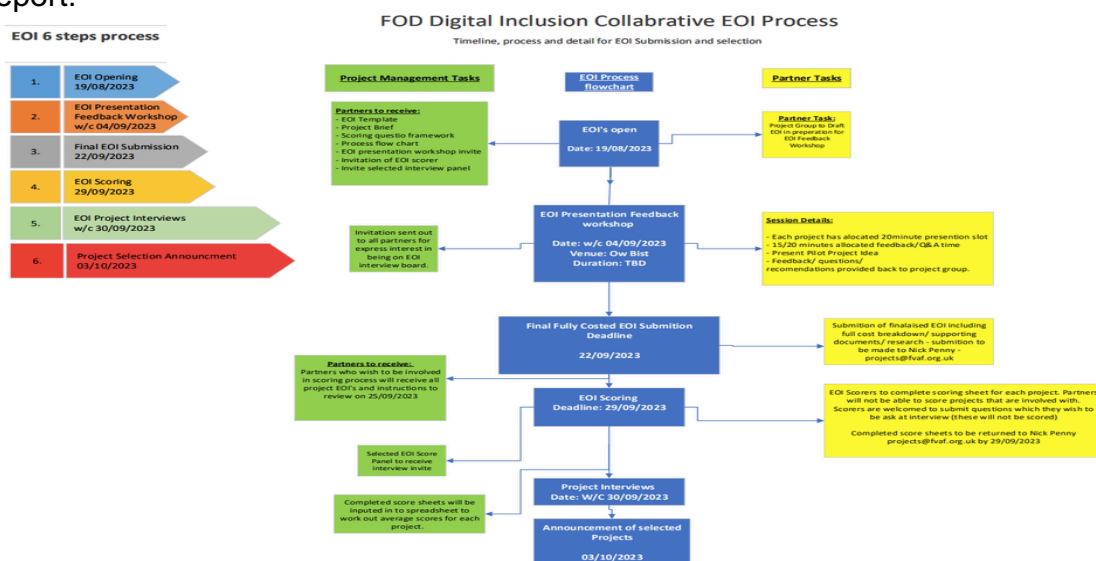 eport.
FOD Digital Inclusion Collabrative EOI Process
Timeline, process and detail for EOI Submission and selection
EOI 6 steps process
1.
EOI Opening
19/08/2023
2.
EOI Presentation
Feedback Workshop
w/c 04/09/2023
3.
Final EOI Submission
22/09/2023
4.
EOI Scoring
29/09/2023
5.
EOI Project Interviews
w/c 30/09/2023
6.
Project Selection Announcment
03/10/2023
Project Management Tasks
EOI Process
flowchart
Partner Tasks
Partners to receive:
- EOI Template
- Project Brief
- Scoring questio framework
- Process flow chart
- EOI presentation workshop invite
- Invitation of EOI scorer
- Invite selected interview panel
EOI's open
Date: 19/08/2023
Partner Task:
Project Group to Draft
EOI in preperation for
EOI Feedback
Workshop
Invitation sent out
to all partners for
express interest in
being on EOI
interview board.
EOI Presentation Feedback
workshop
Date: w/c 04/09/2023
Venue: Ow Bist
Duration: TBD
Session Details:
- Each project has alocated 20minute presention slot
- 15/20 minutes allocated feedback/Q&A time
- Present Pilot Project Idea
- Feedback/ questions/
recomendations provided back to project group.
Final Fully Costed EOI Submition
Deadline
22/09/2023
Submition of finalaised EOI including
full cost breakdown/ supporting
documents/ research - submition to
be made to Nick Penny -
projects@fvaf.org.uk
Partners to receive:
Partners who wish to be involved
in scoring process will receive all
project EOI's and instructions to
review on 25/09/2023
EOI Scoring
Deadline: 29/09/2023
EOI Scorers to complete scoring sheet for each project. Partners
will not be able to score projects that are involved with.
Scorers are welcomed to submit questions which they wish to
be ask at interview (these will not be scored)
Completed score sheets to be returned to Nick Penny
projects@fvaf.org.uk by 29/09/2023
Selected EOI Score
Panel to receive
interview invite
Project Interviews
Date: W/C 30/09/2023
Completed score sheets will be
inputed in to spreadsheet to
work out average scores for each
project.
Announcement of selected
Projects
03/10/2023